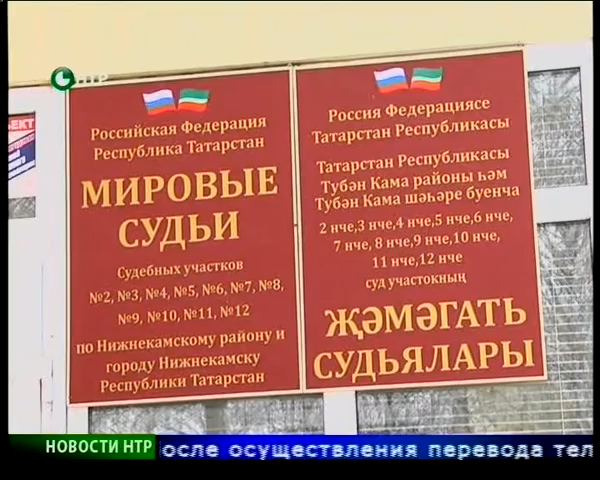 НТР
Российская Федерация
Республика Татарстан
МИРОВЫЕ
СУДЬИ
Судебных участков
№2, №3, №4, №5, №6, №7, №8,
№9, №10, №11, №12
по Нижнекамскому району и
городу Нижнекамску
Республики Татарстан
Россия Федерациясе
Татарстан Республикасы
Татарстан Республикасы
Түбән Кама районы һәм
Түбән Кама шәһәре буенча
2 нче,3 нче,4 нче,5 нче,6 нче,
7 нче, 8 нче,9 нче,10 нче,
11 нче,12 нче
суд участокның
ҖӘМӘГАТЬ
СУДЬЯЛАРЫ
НОВОСТИ НТР
осле осуществления перевода тел